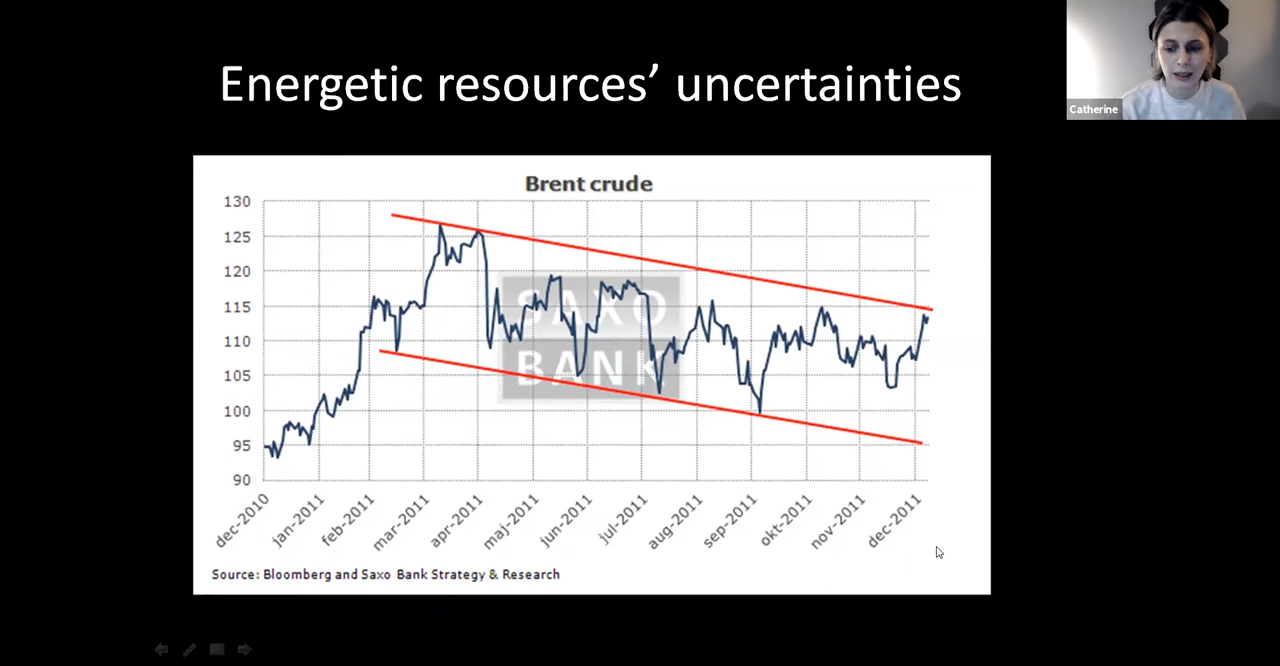 Energetic resources’ uncertainties
Catherine
Brent crude
130
125
120
115
110
105
100
95
90
SAXO
BANK
dec-2010
jan-2011
feb-2011
mar-2011
apr-2011
maj-2011
jun-2011
jul-2011
aug-2011
sep-2011
okt-2011
nov-2011
dec-2011
Source: Bloomberg and Saxo Bank Strategy & Research